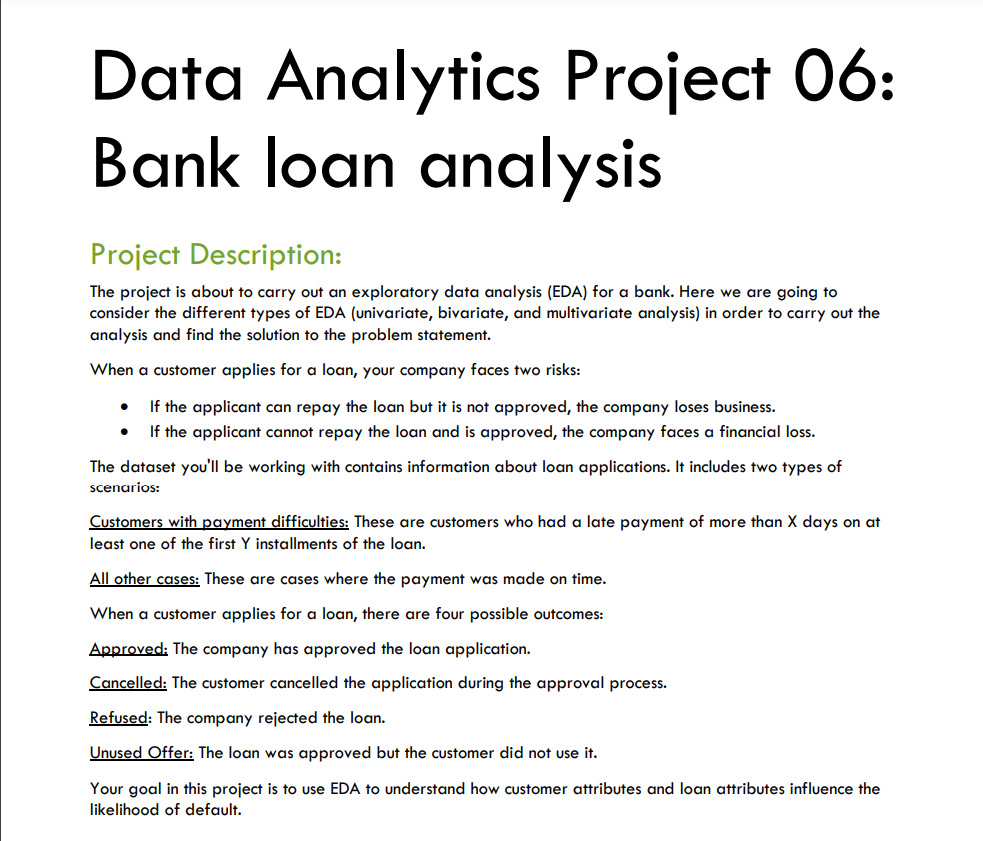 Data Analytics Project 06:
Bank loan analysis
Project Description:
The project is about to carry out an exploratory data analysis (EDA) for a bank. Here we are going to
consider the different types of EDA (univariate, bivariate, and multivariate analysis) in order to carry out the
analysis and find the solution to the problem statement.
When a customer applies for a loan, your company faces two risks:
• If the applicant can repay the loan but it is not approved, the company loses business.
• If the applicant cannot repay the loan and is approved, the company faces a financial loss.
The dataset you'll be working with contains information about loan applications. It includes two types of
scenarios:
Customers with payment difficulties: These are customers who had a late payment of more than X days on at
least one of the first Y installments of the loan.
All other cases: These are cases where the payment was made on time.
When a customer applies for a loan, there are four possible outcomes:
Approved: The company has approved the loan application.
Cancelled: The customer cancelled the application during the approval process.
Refused: The company rejected the loan.
Unused Offer: The loan was approved but the customer did not use it.
Your goal in this project is to use EDA to understand how customer attributes and loan attributes influence the
likelihood of default.